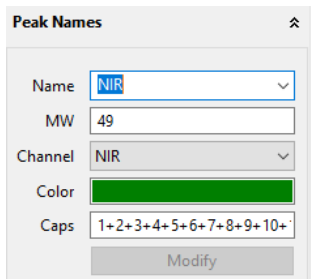 Peak Names
Name NIR
MW 49
Channel NIR
Color
Caps 1+2+3+4+5+6+7+8+9+10+
Modify